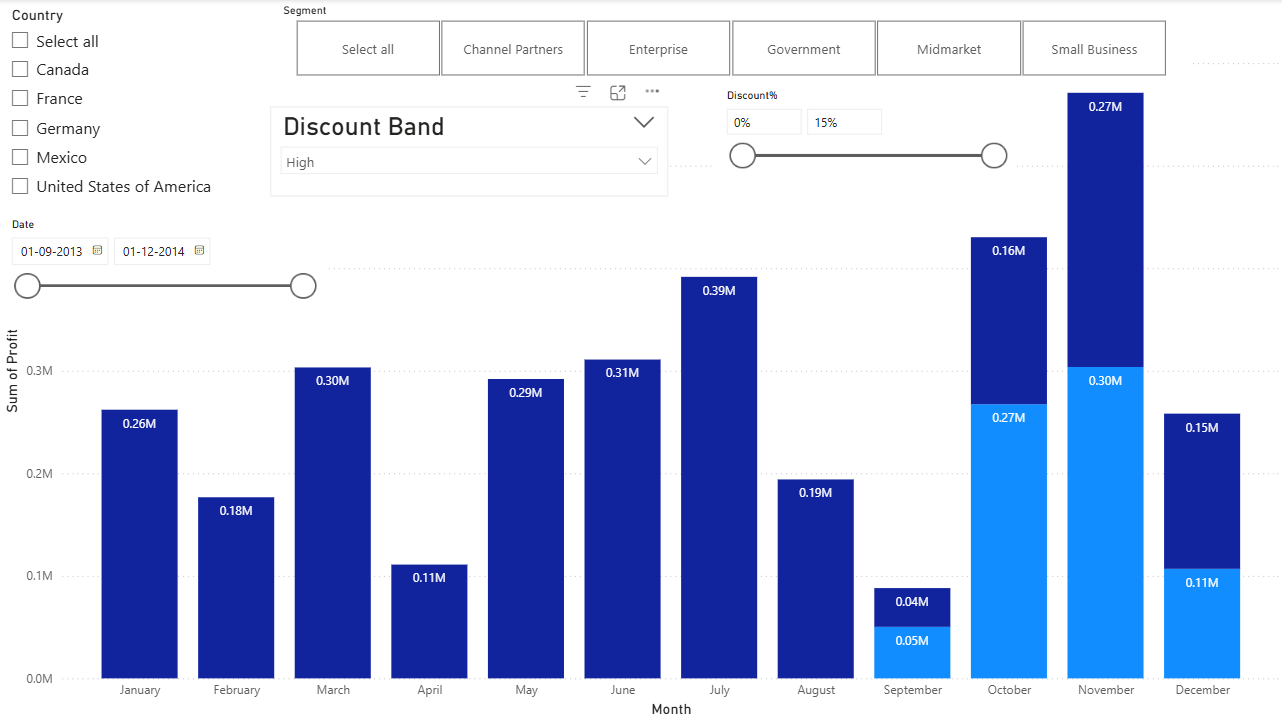 Country
Select all
Canada
France
Germany
Mexico
United States of America
Segment
Select all
Channel Partners
Enterprise
Government
Midmarket
Small Business
Discount Band
High
Discount%
0% 15%
Date
01-09-2013 01-12-2014
Sum of Profit
0.3M
0.2M
0.1M
0.0M
0.26M
0.18M
0.30M
0.11M
0.29M
0.31M
0.39M
0.19M
0.04M
0.05M
0.16M
0.27M
0.27M
0.30M
0.15M
0.11M
January February March April May June July August September October November December
Month